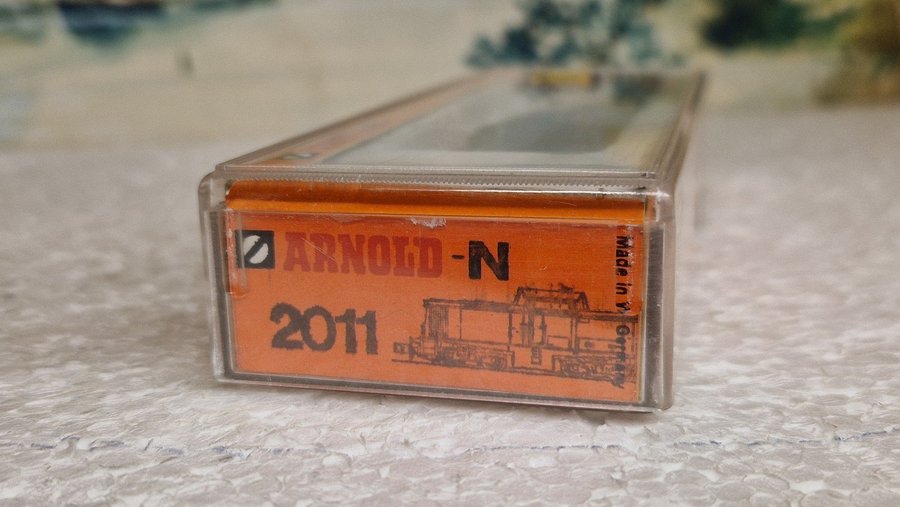 ARNOLD-N
2011
Made in W. Germany